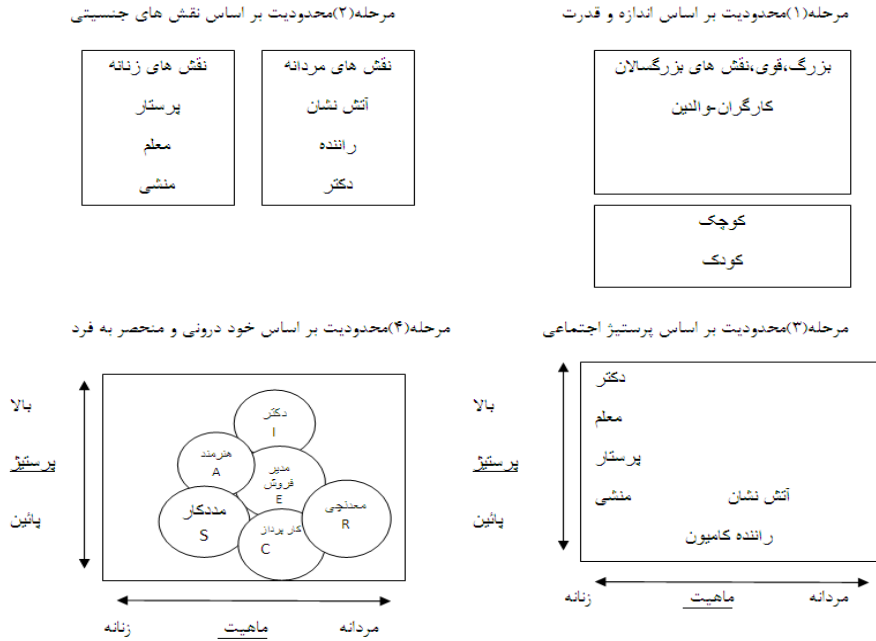 مرحله(۱)محدودیت بر اساس اندازه و قدرت
بزرگ،قوی،نقش های بزرگسالان
کارگران-والنین
کوچک
کودک
مرحله(۲)محدودیت بر اساس نقش های جنسیتی
نقش های مردانه
آتش نشان
راننده
دکتر
نقش های زنانه
پرستار
معلم
منشی
مرحله(۳)محدودیت بر اساس پرستیژ اجتماعی
دکتر
معلم
پرستار
منشی
آتش نشان
راننده کامیون
بالا
پرستیژ
پائین
مردانه
ماهیت
زنانه
مرحله(۴)محدودیت بر اساس خود درونی و منحصر به فرد
دکتر
I
هنرمند
A
مدیر
فروش
E
مددکار
S
معدنچی
R
کار پرداز
C
بالا
پرستیژ
پائین
مردانه
ماهیت
زنانه